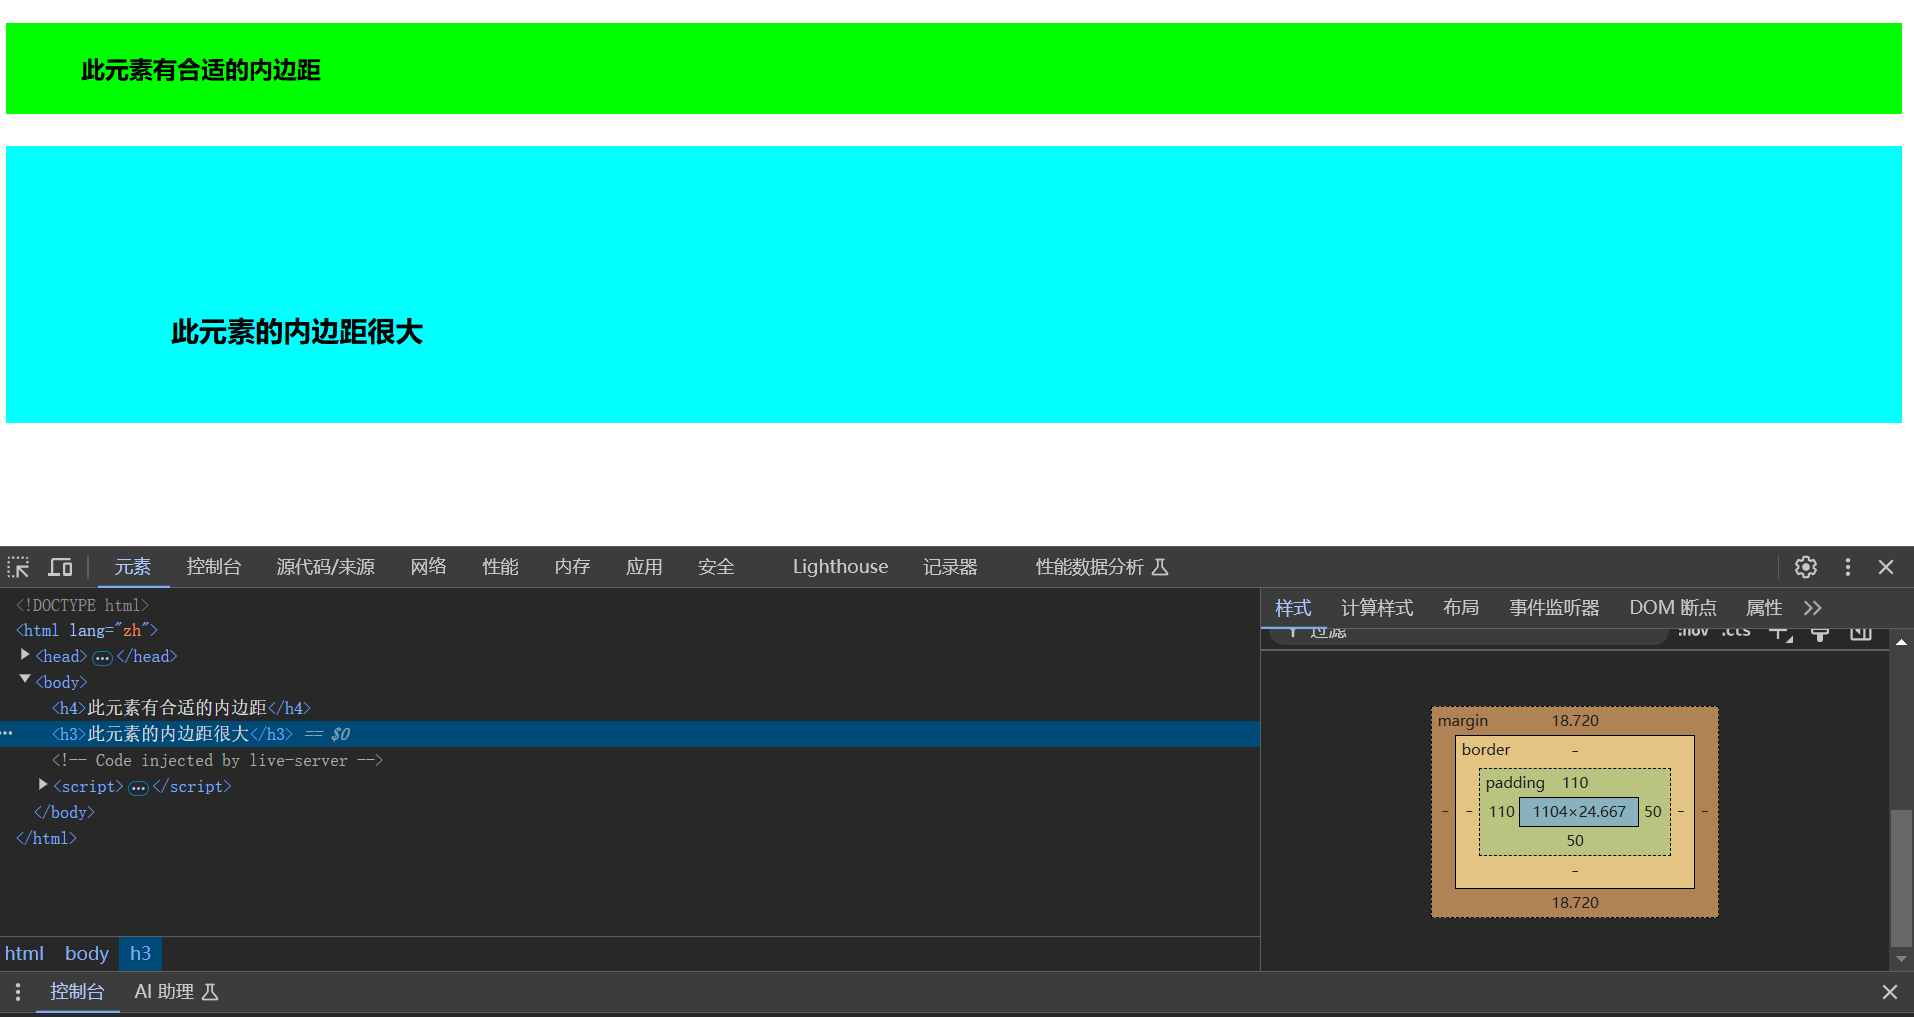 此元素有合适的内边距
此元素的内边距很大
元素 控制台 源代码/来源 网络 性能 内存 应用 安全 Lighthouse 记录器 性能数据分析
<!DOCTYPE html>
<html lang="zh">
<head> … </head>
<body>
<h4>此元素有合适的内边距</h4>
<h3>此元素的内边距很大</h3> == $0
<!-- Code injected by live-server -->
<script> … </script>
</body>
</html>
html body h3
样式 计算样式 布局 事件监听器 DOM 断点 属性
过滤 :hov .cls
margin 18.720
border -
padding 110
- - 110 1104×24.667 50 - -
50
-
18.720
控制台 AI 助理